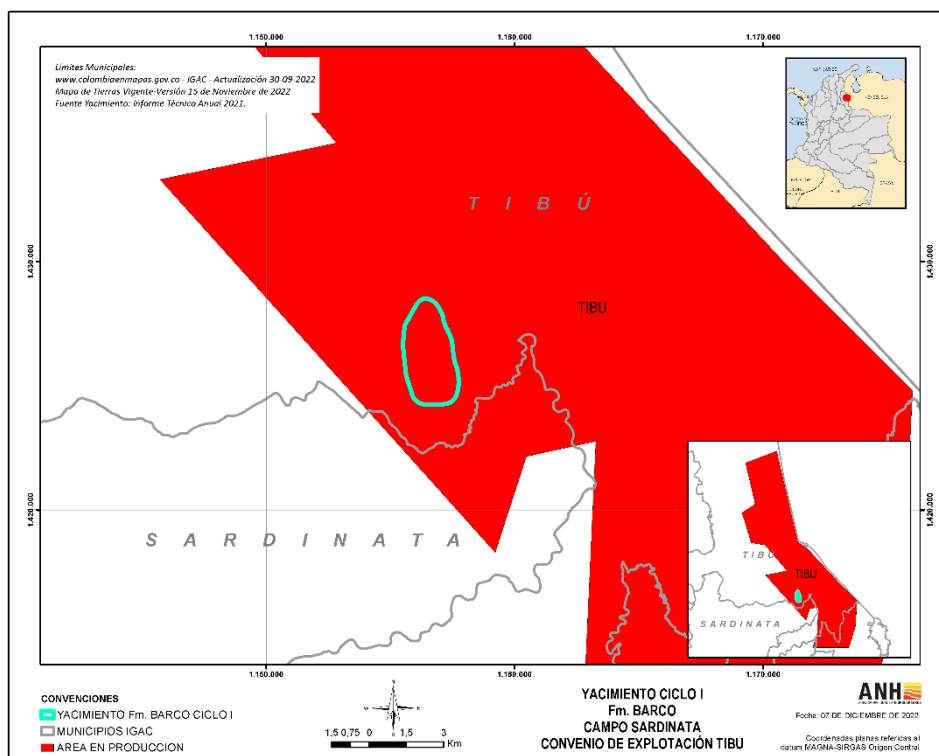 1.150.000
1.160.000
1.170.000
Limites Municipales:
www.colombiaenmapas.gov.co - IGAC - Actualización 30-09-2022
Mapa de Tierras Vigente-Versión 15 de Noviembre de 2022
Fuente Yacimiento: Informe Técnico Anual 2021.
BRASIL
TIBÚ
1.430.000
1.430.000
TIBU
1.420.000
1.420.000
SARDINATA
TIBÚ
TIBU
SARDINATA
1.150.000
1.160.000
1.170.000
CONVENCIONES
YACIMIENTO Fm. BARCO CICLO I
MUNICIPIOS IGAC
AREA EN PRODUCCION
1,5 0,75 0 1,5 3
Km
YACIMIENTO CICLO I
Fm. BARCO
CAMPO SARDINATA
CONVENIO DE EXPLOTACIÓN TIBU
ANH
Fecha: 07 DE DICIEMBRE DE 2022
Coordenadas planas referidas al
datum MAGNA-SIRGAS Origen Central